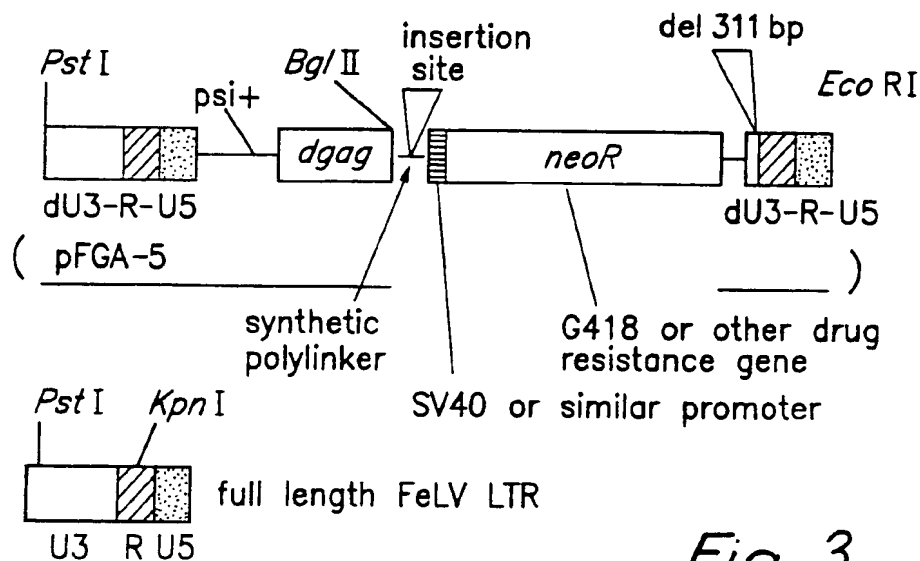 del 311 bp
insertion
site
Pst I
Bgl II
Eco RI
psi+
dgag
neoR
dU3-R-U5
dU3-R-U5
( pFGA-5 )
synthetic
polylinker
G418 or other drug
resistance gene
SV40 or similar promoter
Pst I
Kpn I
full length FeLV LTR
U3 R U5
Fig. 3